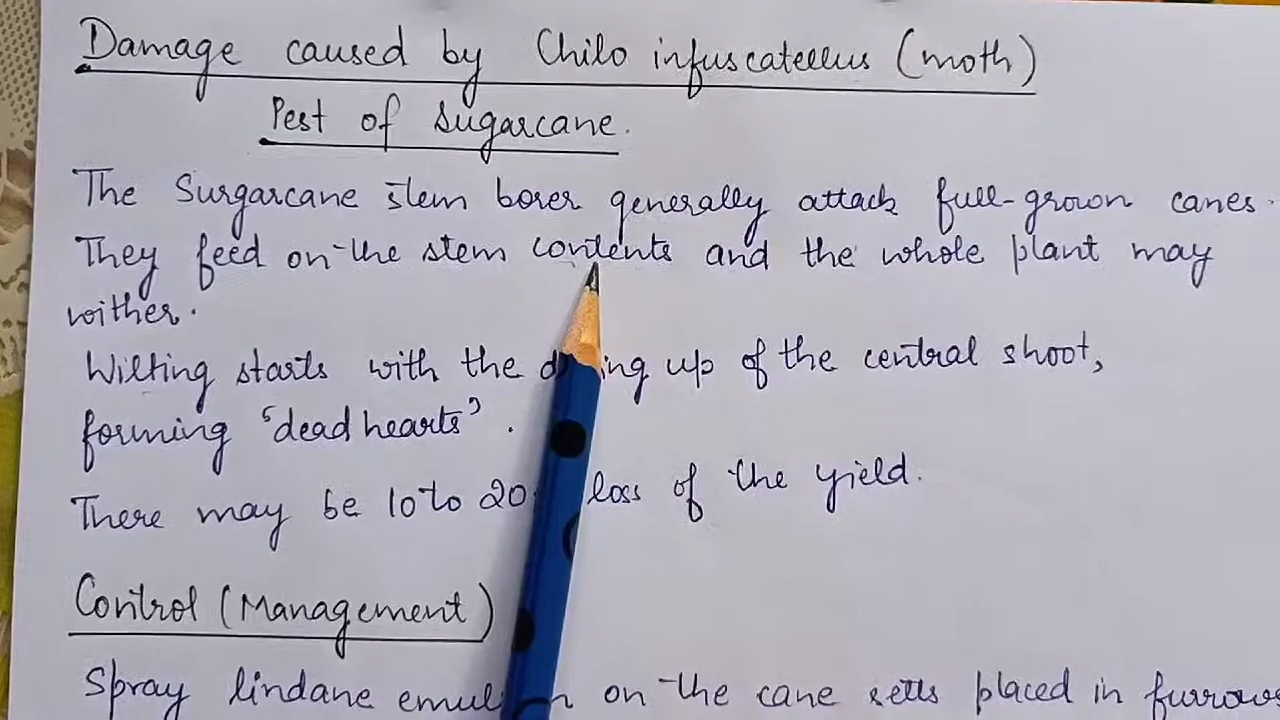 Damage caused by Chilo infuscatellus (moth)
Pest of Sugarcane.
The Surgarcane stem borer generally attack full-grown canes.
They feed on the stem contents and the whole plant may
wither.
Wilting starts with the up of the central shoot,
forming 'dead hearts'.
There may be 10 to 20 loss of the yield.
Control (Management)
Spray lindane on the cane setts placed in furrows